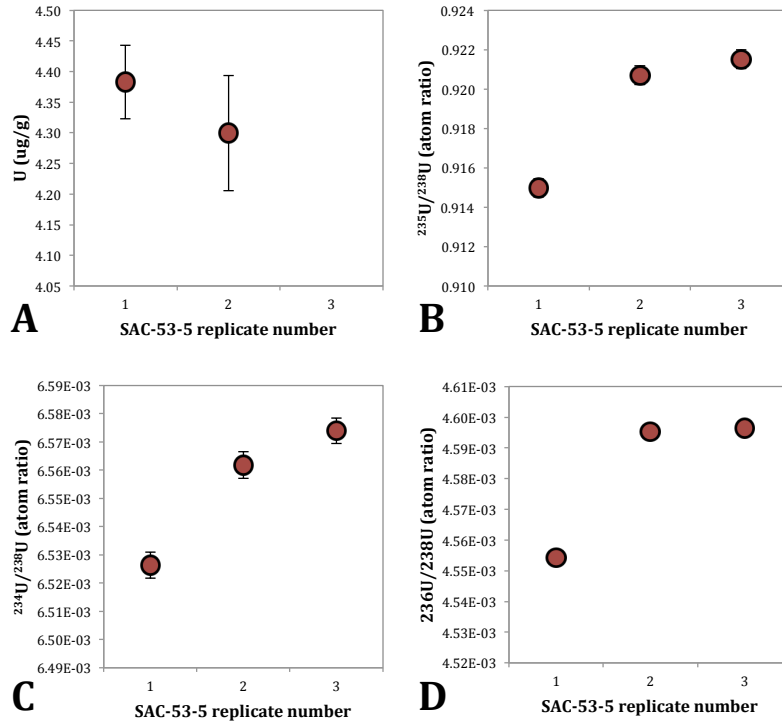 4.50
4.45
4.40
4.35
4.30
4.25
4.20
4.15
4.10
4.05
U (ug/g)
1 2 3
SAC-53-5 replicate number
A
0.924
0.922
0.920
0.918
0.916
0.914
0.912
0.910
²³⁵U/²³⁸U (atom ratio)
1 2 3
SAC-53-5 replicate number
B
6.59E-03
6.58E-03
6.57E-03
6.56E-03
6.55E-03
6.54E-03
6.53E-03
6.52E-03
6.51E-03
6.50E-03
6.49E-03
²³⁴U/²³⁸U (atom ratio)
1 2 3
SAC-53-5 replicate number
C
4.61E-03
4.60E-03
4.59E-03
4.58E-03
4.57E-03
4.56E-03
4.55E-03
4.54E-03
4.53E-03
4.52E-03
236U/238U (atom ratio)
1 2 3
SAC-53-5 replicate number
D